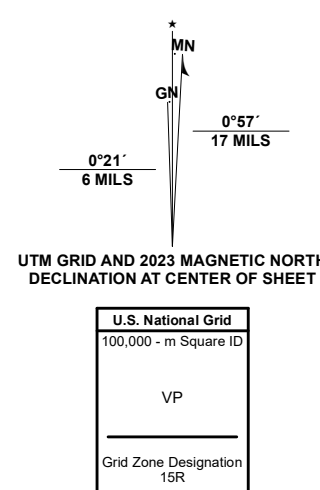 ★
MN
GN
0°57´
17 MILS
0°21´
6 MILS
UTM GRID AND 2023 MAGNETIC NORTH
DECLINATION AT CENTER OF SHEET
U.S. National Grid
100,000 - m Square ID
VP
Grid Zone Designation
15R